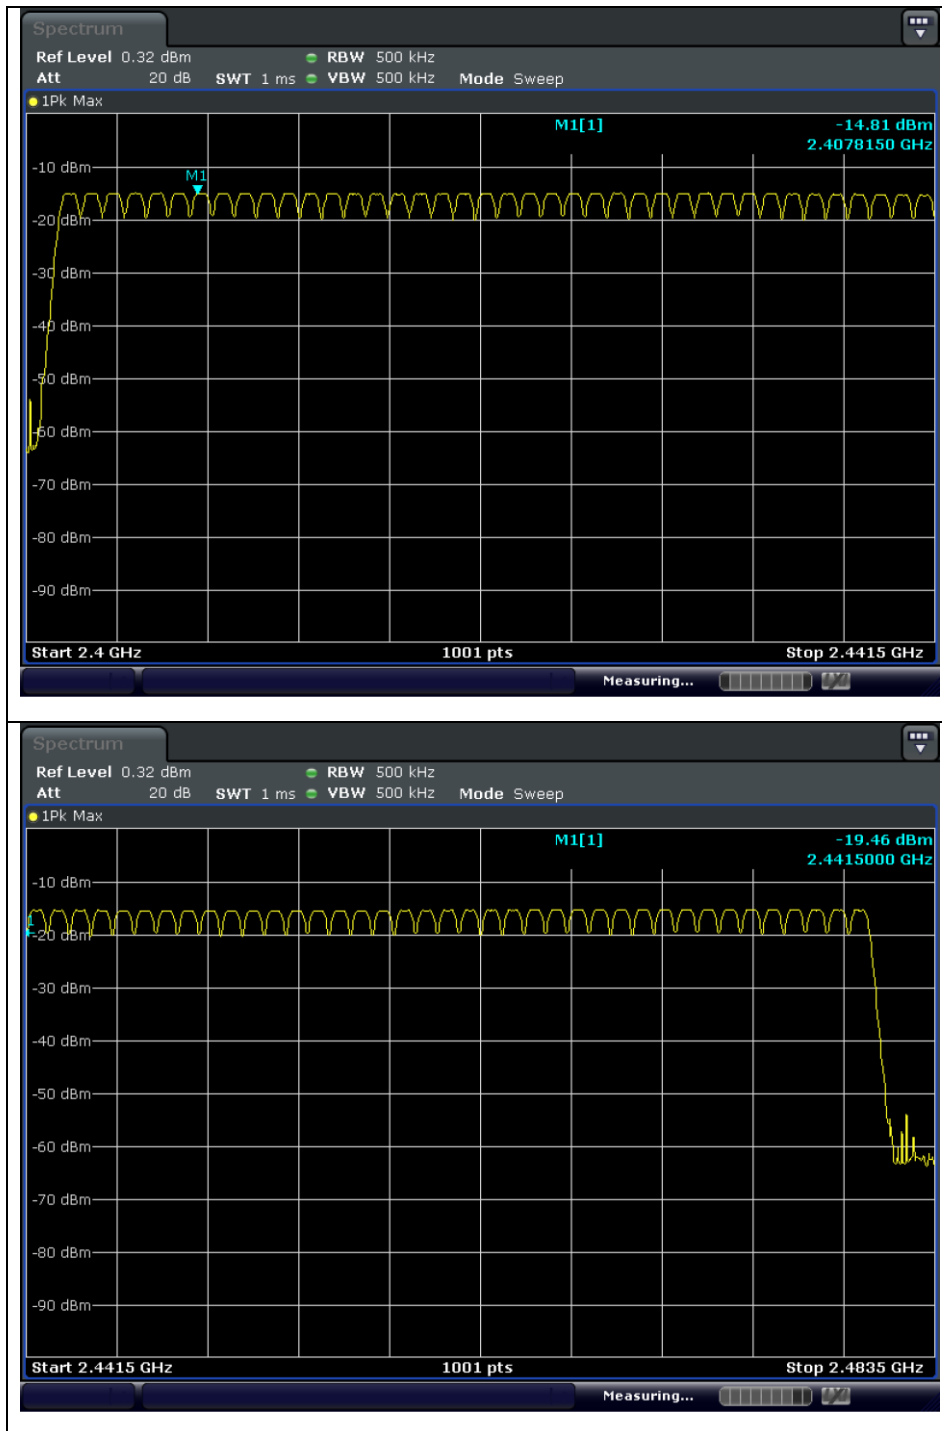 Spectrum
Ref Level 0.32 dBm RBW 500 kHz
Att 20 dB SWT 1 ms VBW 500 kHz Mode Sweep
1Pk Max
M1[1] -14.81 dBm
2.4078150 GHz
-10 dBm
M1
-20 dBm
-30 dBm
-40 dBm
-50 dBm
-60 dBm
-70 dBm
-80 dBm
-90 dBm
Start 2.4 GHz 1001 pts Stop 2.4415 GHz
Measuring...
Spectrum
Ref Level 0.32 dBm RBW 500 kHz
Att 20 dB SWT 1 ms VBW 500 kHz Mode Sweep
1Pk Max
M1[1] -19.46 dBm
2.4415000 GHz
-10 dBm
1
-20 dBm
-30 dBm
-40 dBm
-50 dBm
-60 dBm
-70 dBm
-80 dBm
-90 dBm
Start 2.4415 GHz 1001 pts Stop 2.4835 GHz
Measuring...